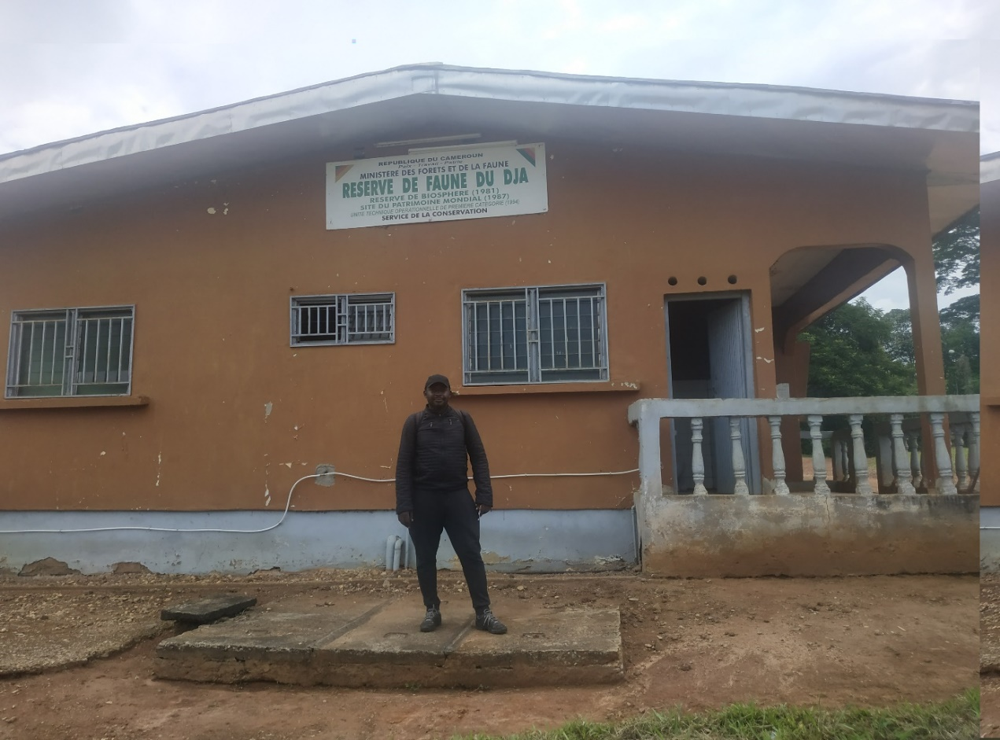 REPUBLIQUE DU CAMEROUN
Paix - Travail - Patrie
MINISTERE DES FORETS ET DE LA FAUNE
RESERVE DE FAUNE DU DJA
RESERVE DE BIOSPHERE (1981)
SITE DU PATRIMOINE MONDIAL (1987)
UNITE TECHNIQUE OPERATIONNELLE DE PREMIERE CATEGORIE (1994)
SERVICE DE LA CONSERVATION